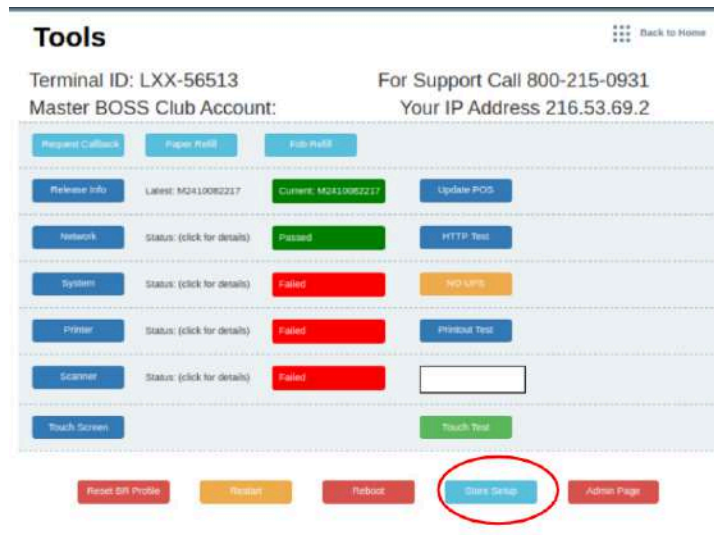 Tools
Back to Home
Terminal ID: LXX-56513 For Support Call 800-215-0931
Master BOSS Club Account: Your IP Address 216.53.69.2
Request Callback Paper Refill Fob Refill
Release Info Latest: M2410082217 Current: M2410082217 Update POS
Network Status: (click for details) Passed HTTP Test
System Status: (click for details) Failed NO UPS
Printer Status: (click for details) Failed Printout Test
Scanner Status: (click for details) Failed
Touch Screen Touch Test
Reset BR Profile Restart Reboot Store Setup Admin Page